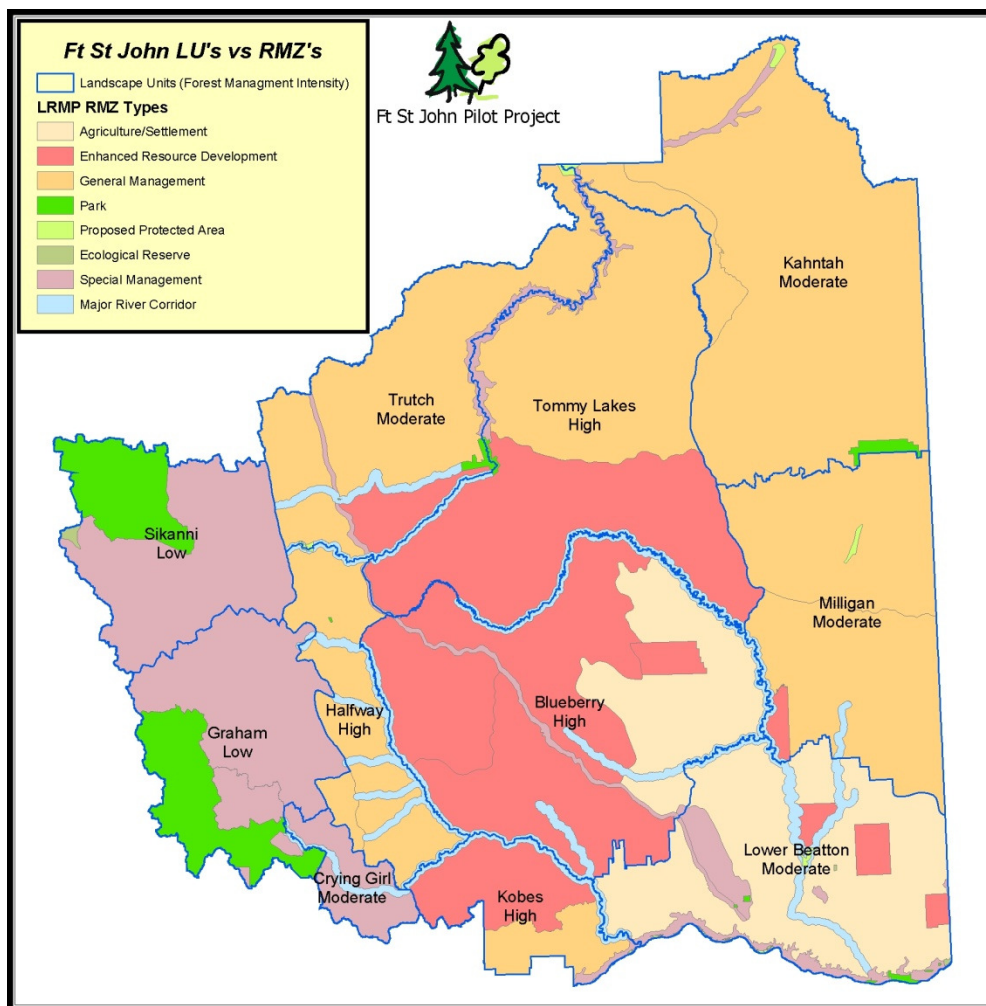 Ft St John LU's vs RMZ's
Landscape Units (Forest Managment Intensity)
LRMP RMZ Types
Agriculture/Settlement
Enhanced Resource Development
General Management
Park
Proposed Protected Area
Ecological Reserve
Special Management
Major River Corridor
Ft St John Pilot Project
Kahntah
Moderate
Trutch
Moderate
Tommy Lakes
High
Sikanni
Low
Milligan
Moderate
Graham
Low
Halfway
High
Blueberry
High
Lower Beatton
Moderate
Crying Girl
Moderate
Kobes
High